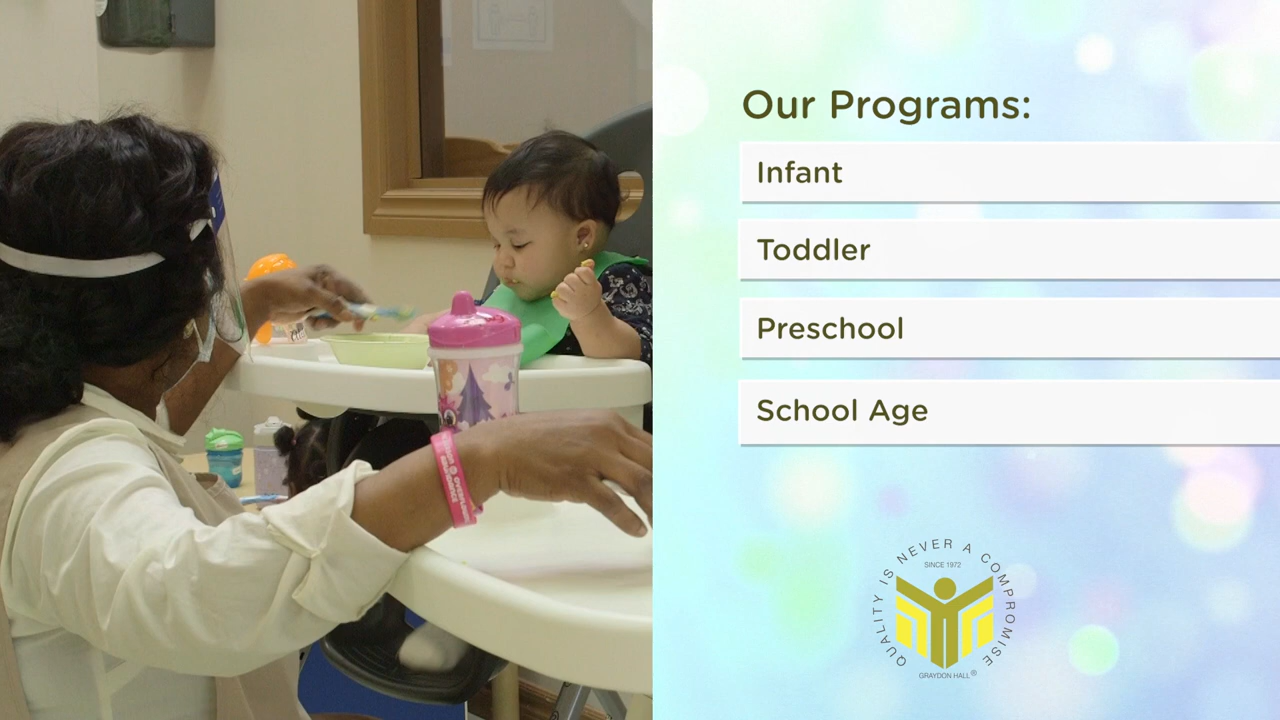 Our Programs:
Infant
Toddler
Preschool
School Age
QUALITY IS NEVER A COMPROMISE
SINCE 1972
GRAYDON HALL®